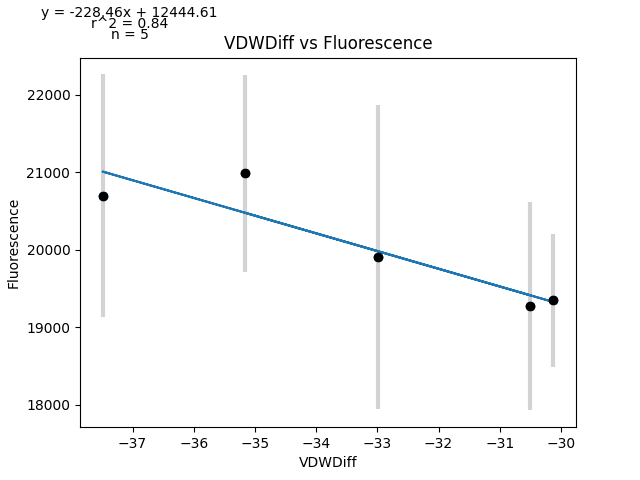 y = -228.46x + 12444.61
r^2 = 0.84
n = 5
VDWDiff vs Fluorescence
Fluorescence
22000
21000
20000
19000
18000
−37
−36
−35
−34
−33
−32
−31
−30
VDWDiff